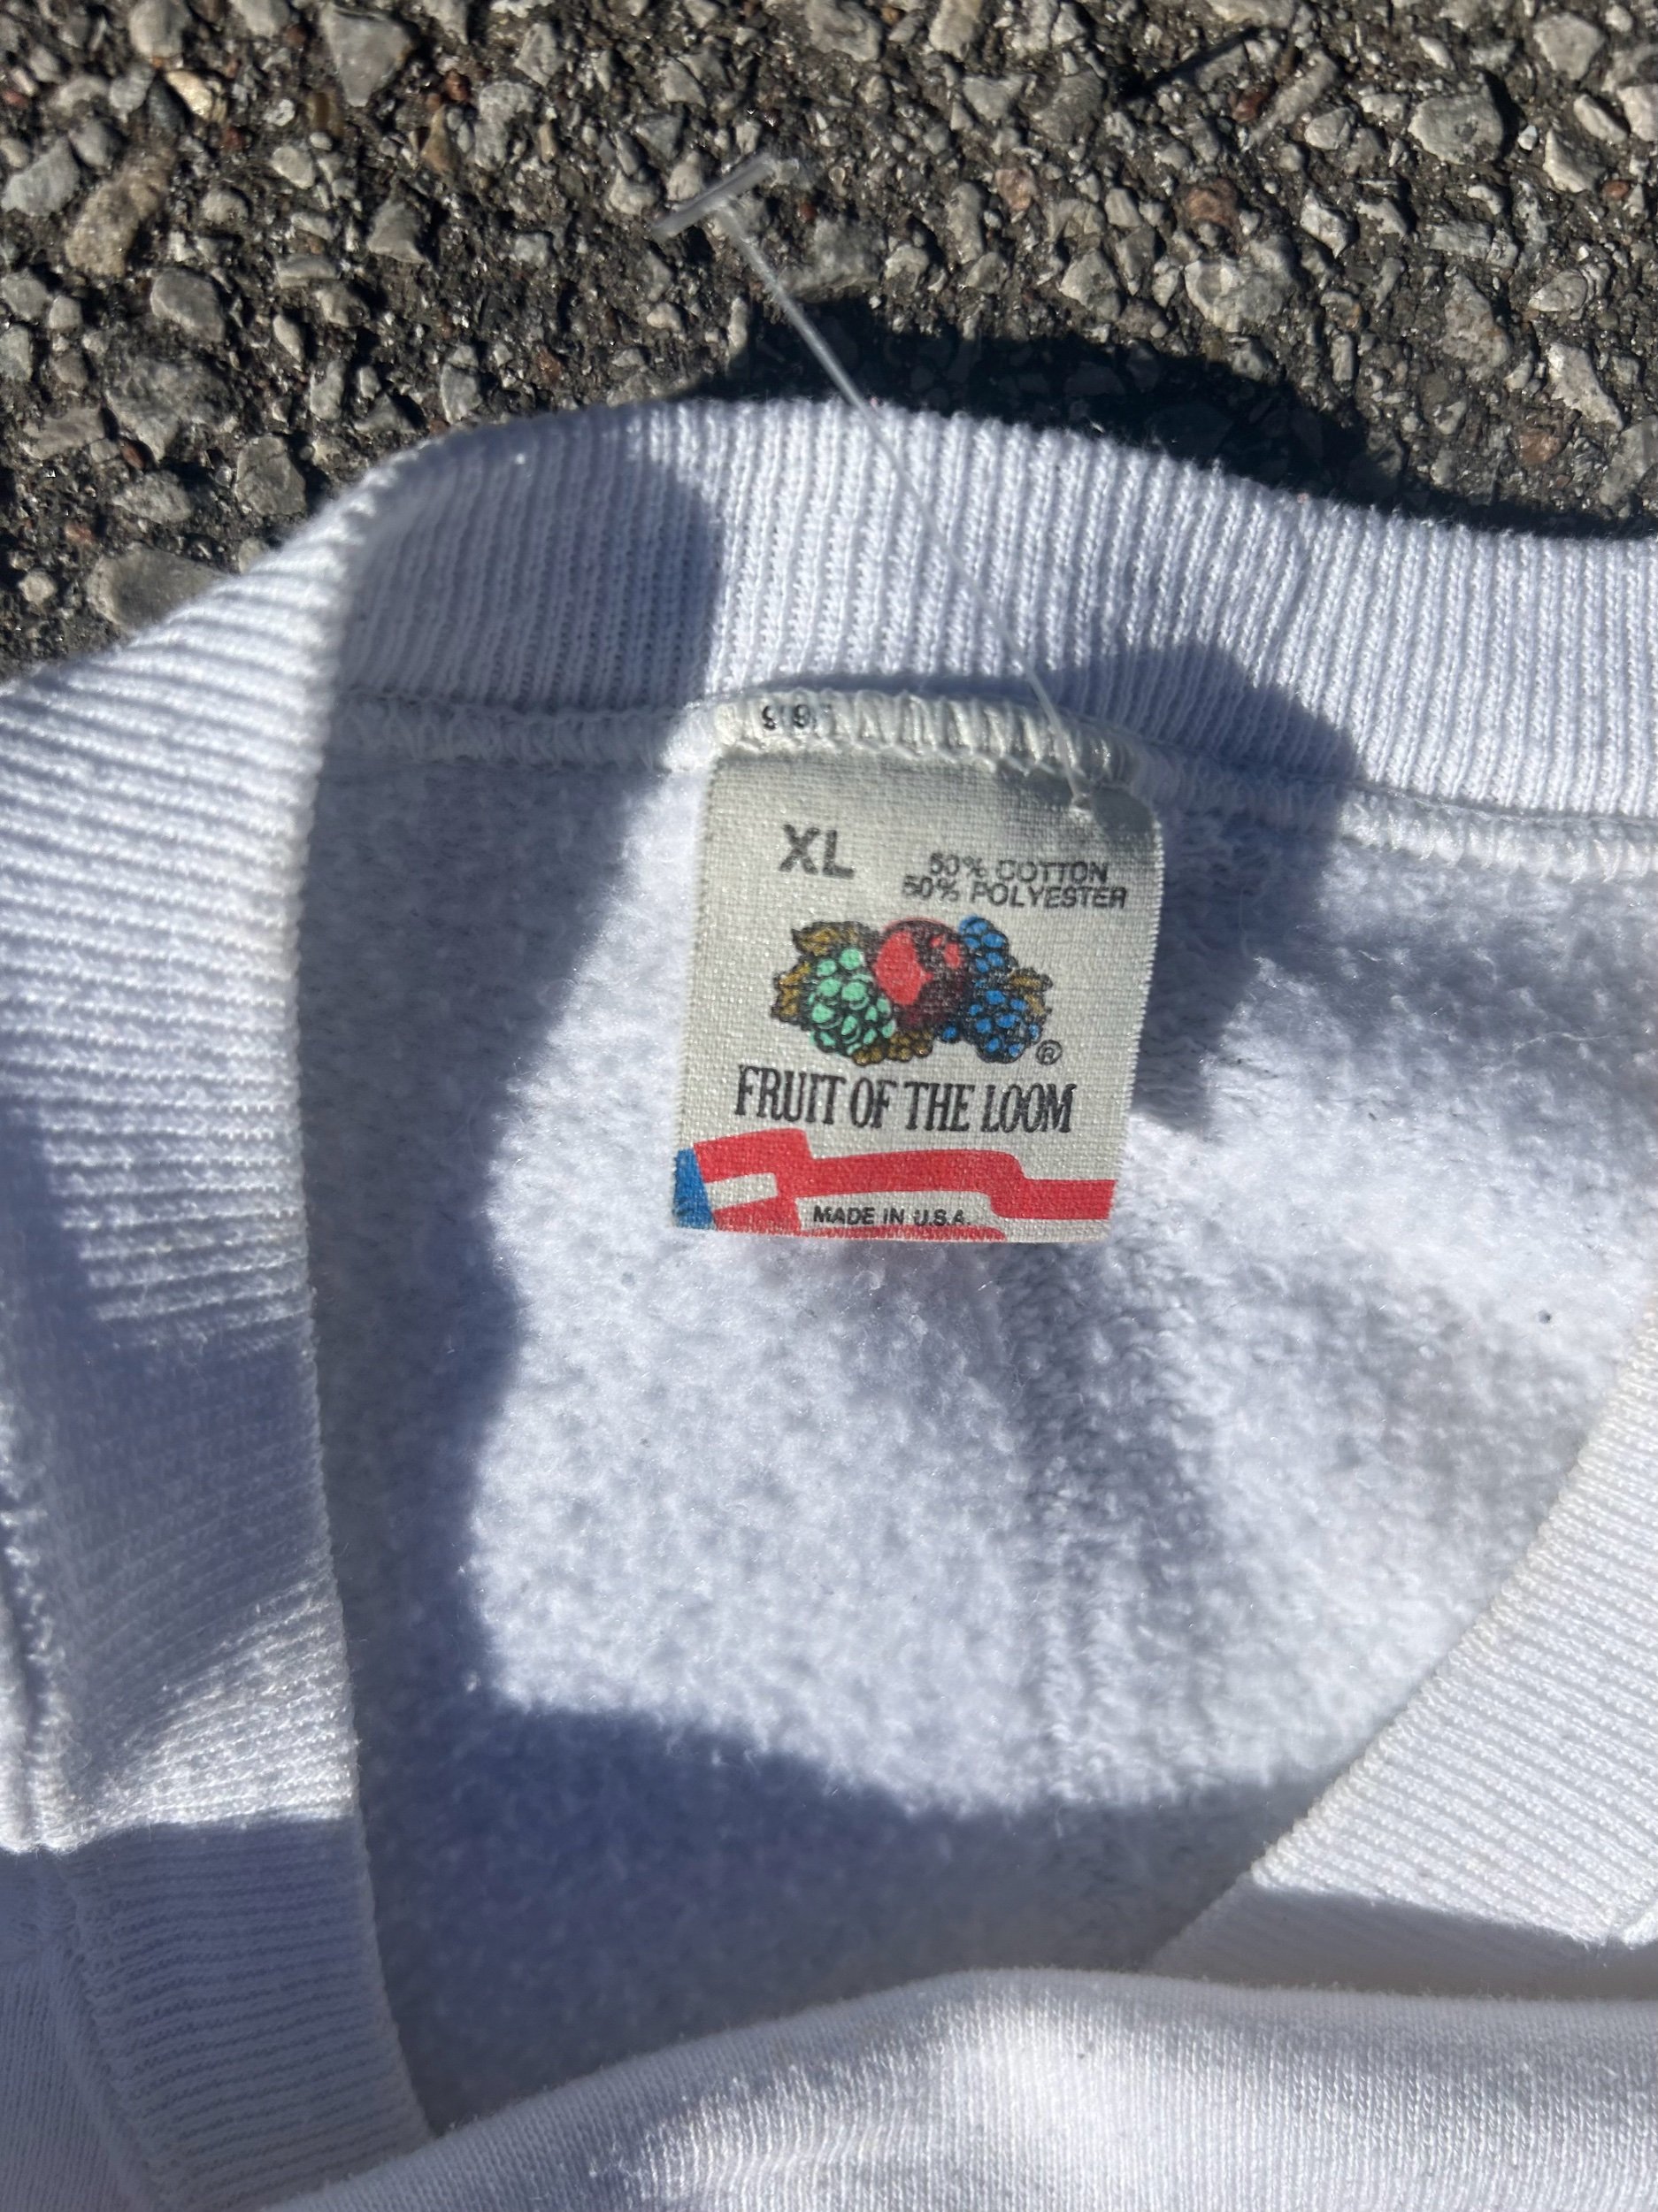 XL
50% COTTON
50% POLYESTER
®
FRUIT OF THE LOOM
MADE IN U.S.A.